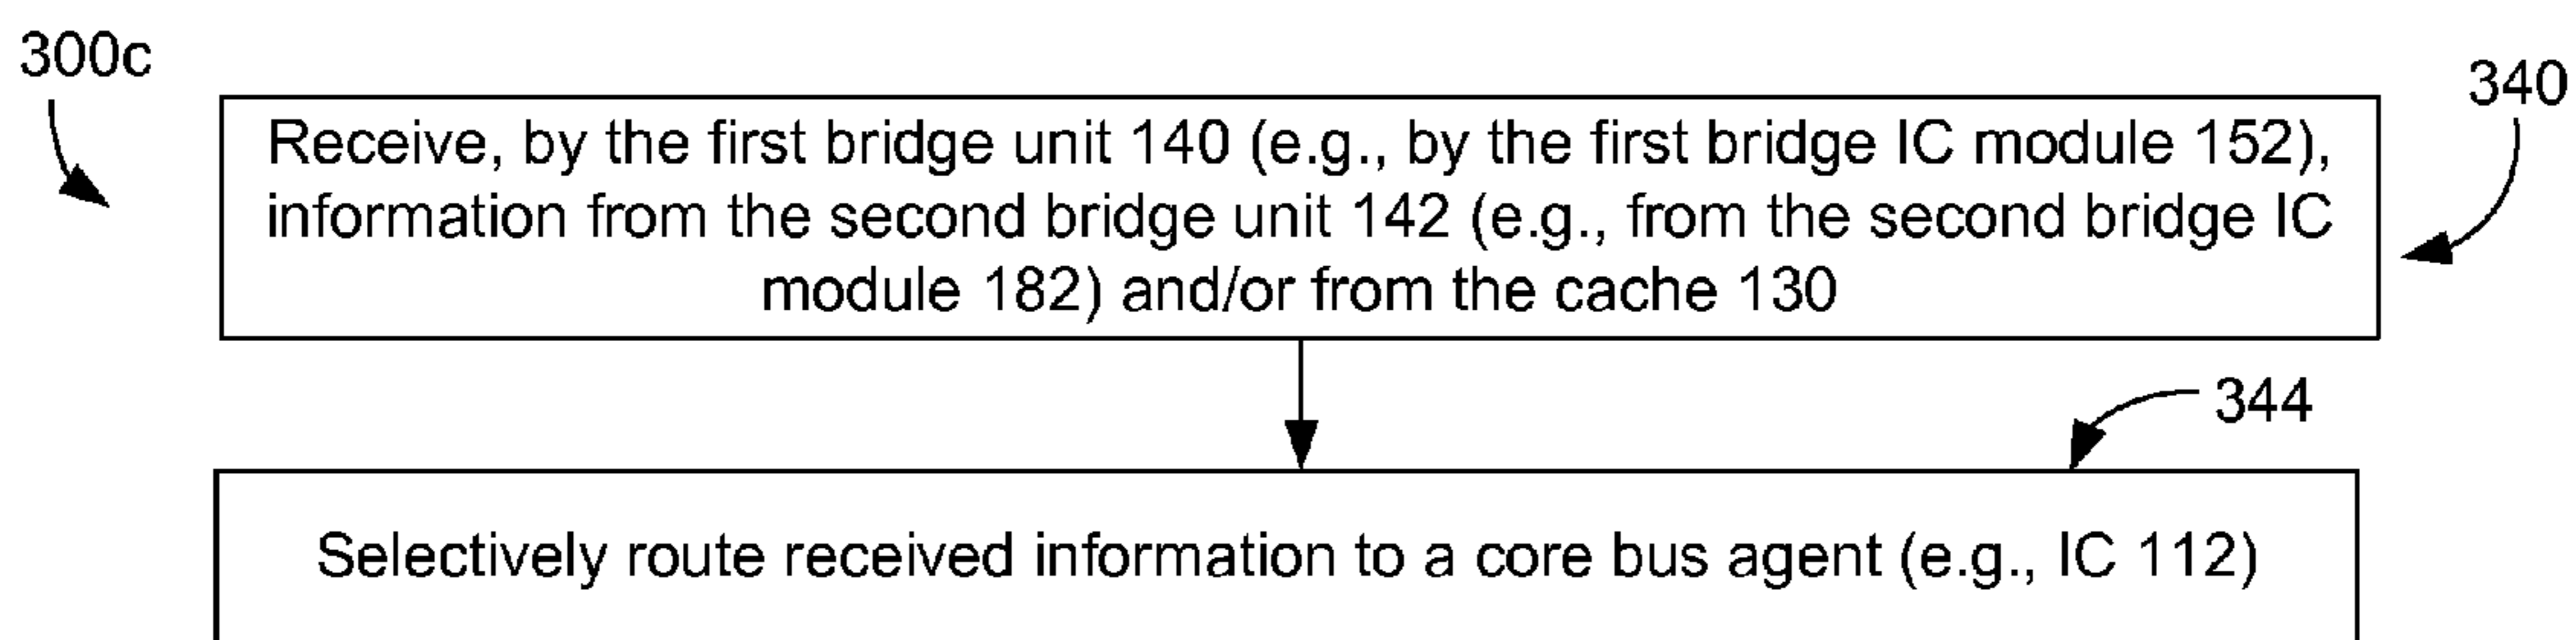 300c
340
Receive, by the first bridge unit 140 (e.g., by the first bridge IC module 152),
information from the second bridge unit 142 (e.g., from the second bridge IC
module 182) and/or from the cache 130
344
Selectively route received information to a core bus agent (e.g., IC 112)